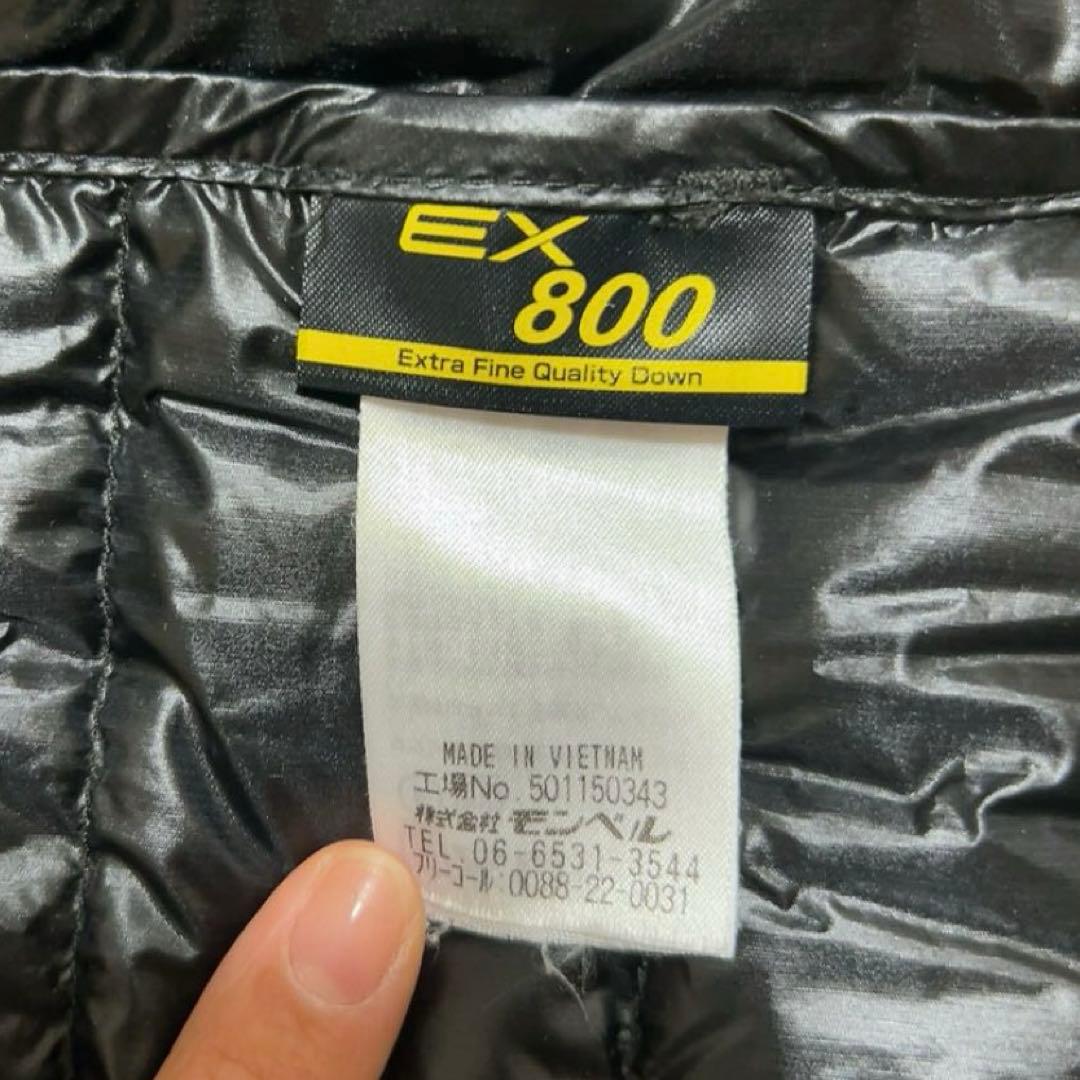 EX
800
Extra Fine Quality Down
MADE IN VIETNAM
工場No.501150343
株式会社 モンベル
TEL. 06-6531-3544
フリーコール:0088-22-0031